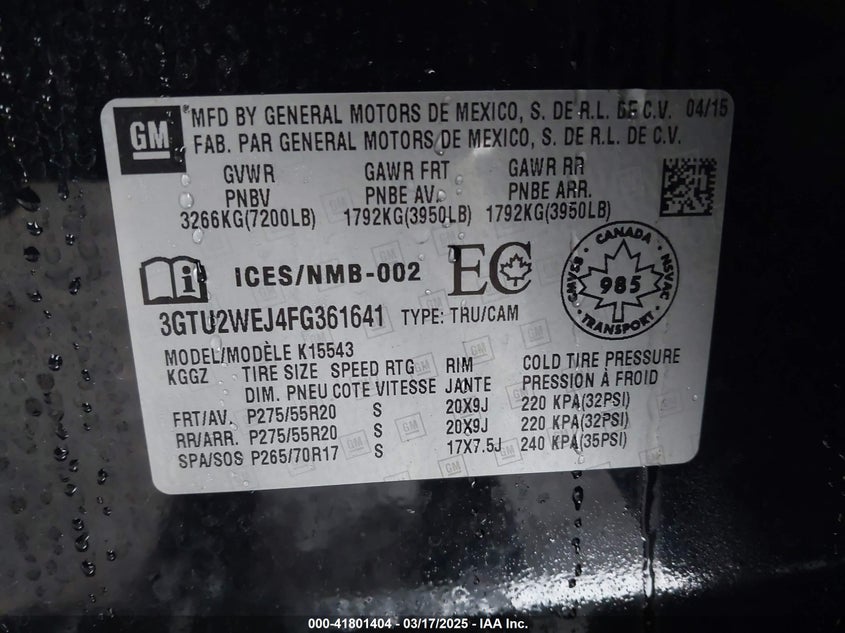 GM
® MFD BY GENERAL MOTORS DE MEXICO, S. DE R.L. DE C.V. 04/15
FAB. PAR GENERAL MOTORS DE MEXICO, S. DE R.L. DE C.V.
GVWR GAWR FRT GAWR RR
PNBV PNBE AV. PNBE ARR.
3266KG(7200LB) 1792KG(3950LB) 1792KG(3950LB)
i ICES/NMB-002 EC
CANADA
CMVSS 985 NSVAC
TRANSPORT
3GTU2WEJ4FG361641 TYPE: TRU/CAM
MODEL/MODÈLE K15543
KGGZ TIRE SIZE SPEED RTG RIM COLD TIRE PRESSURE
DIM. PNEU COTE VITESSE JANTE PRESSION À FROID
FRT/AV. P275/55R20 S 20X9J 220 KPA(32PSI)
RR/ARR. P275/55R20 S 20X9J 220 KPA(32PSI)
SPA/SOS P265/70R17 S 17X7.5J 240 KPA(35PSI)
000-41801404 - 03/17/2025 - IAA Inc.